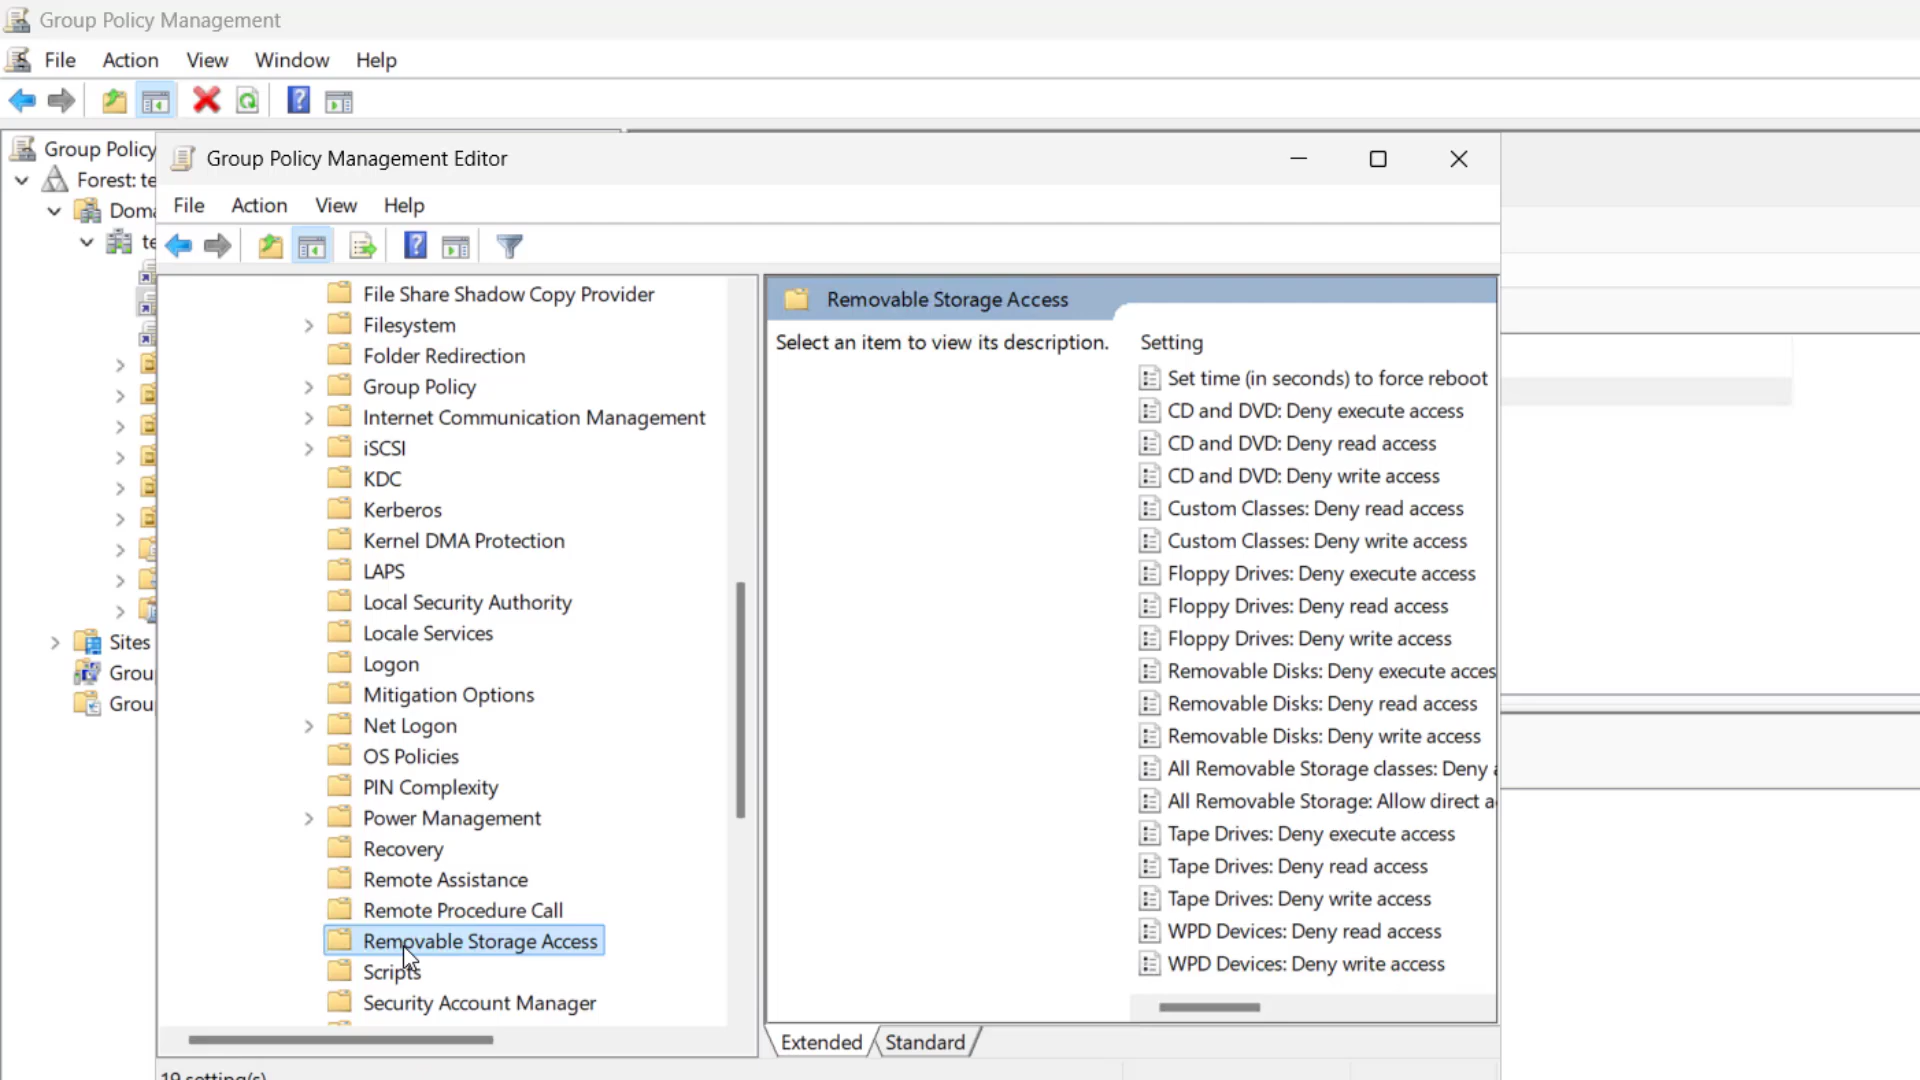 Group Policy Management
File Action View Window Help
Group Policy
Forest: te
Doma
te
Sites
Grou
Grou
Group Policy Management Editor
File Action View Help
File Share Shadow Copy Provider
Filesystem
Folder Redirection
Group Policy
Internet Communication Management
iSCSI
KDC
Kerberos
Kernel DMA Protection
LAPS
Local Security Authority
Locale Services
Logon
Mitigation Options
Net Logon
OS Policies
PIN Complexity
Power Management
Recovery
Remote Assistance
Remote Procedure Call
Removable Storage Access
Scripts
Security Account Manager
Removable Storage Access
Select an item to view its description.
Setting
Set time (in seconds) to force reboot
CD and DVD: Deny execute access
CD and DVD: Deny read access
CD and DVD: Deny write access
Custom Classes: Deny read access
Custom Classes: Deny write access
Floppy Drives: Deny execute access
Floppy Drives: Deny read access
Floppy Drives: Deny write access
Removable Disks: Deny execute acces
Removable Disks: Deny read access
Removable Disks: Deny write access
All Removable Storage classes: Deny a
All Removable Storage: Allow direct a
Tape Drives: Deny execute access
Tape Drives: Deny read access
Tape Drives: Deny write access
WPD Devices: Deny read access
WPD Devices: Deny write access
Extended Standard
19 setting(s)